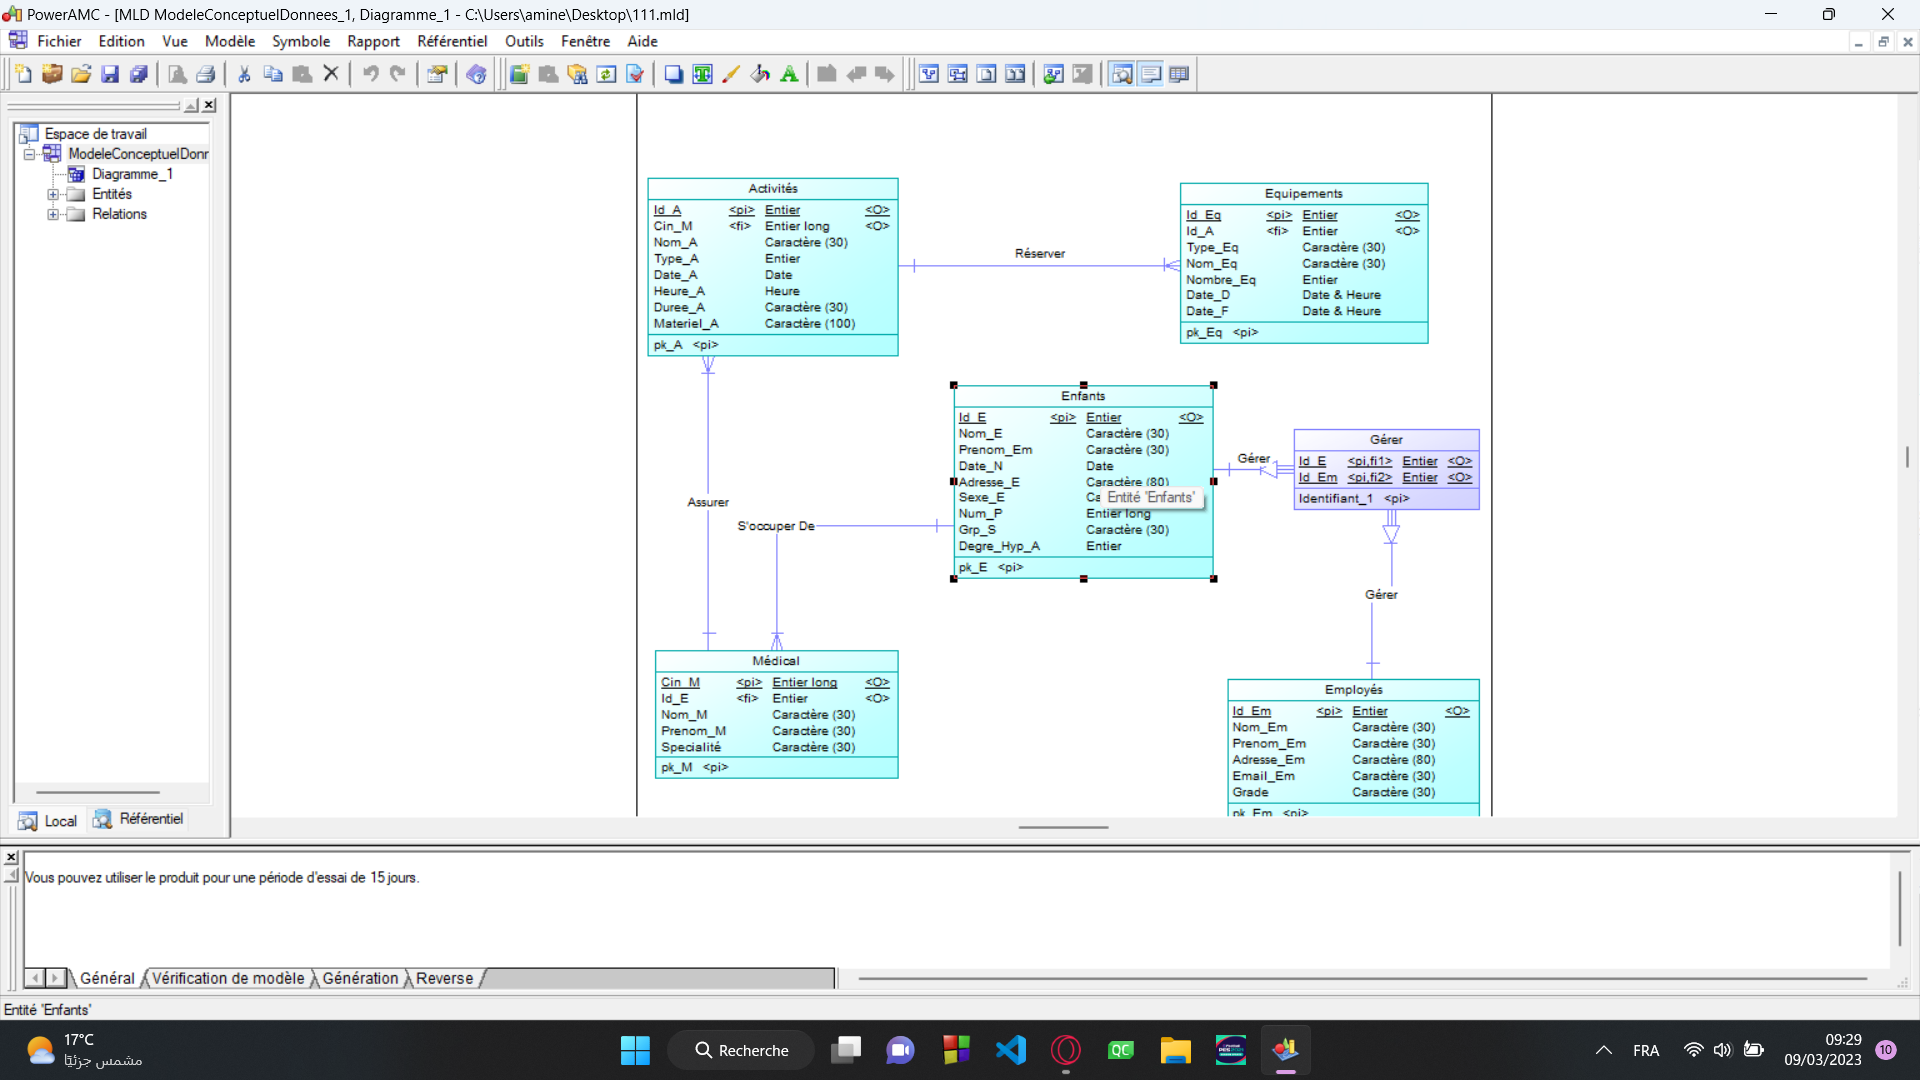 PowerAMC - [MLD ModeleConceptuelDonnees_1, Diagramme_1 - C:\Users\amine\Desktop\111.mld]
Fichier Edition Vue Modèle Symbole Rapport Référentiel Outils Fenêtre Aide
Espace de travail
ModeleConceptuelDonr
Diagramme_1
Entités
Relations
Local Référentiel
Activités
Id_A <pi> Entier <O>
Cin_M <fi> Entier long <O>
Nom_A Caractère (30)
Type_A Entier
Date_A Date
Heure_A Heure
Duree_A Caractère (30)
Materiel_A Caractère (100)
pk_A <pi>
Réserver
Equipements
Id_Eq <pi> Entier <O>
Id_A <fi> Entier <O>
Type_Eq Caractère (30)
Nom_Eq Caractère (30)
Nombre_Eq Entier
Date_D Date & Heure
Date_F Date & Heure
pk_Eq <pi>
Enfants
Id_E <pi> Entier <O>
Nom_E Caractère (30)
Prenom_Em Caractère (30)
Date_N Date
Adresse_E Caractère (80)
Sexe_E Ca
Entité 'Enfants'
Num_P Entier long
Grp_S Caractère (30)
Degre_Hyp_A Entier
pk_E <pi>
Gérer
Gérer
Id_E <pi,fi1> Entier <O>
Id_Em <pi,fi2> Entier <O>
Identifiant_1 <pi>
Gérer
Assurer
S'occuper De
Médical
Cin_M <pi> Entier long <O>
Id_E <fi> Entier <O>
Nom_M Caractère (30)
Prenom_M Caractère (30)
Specialité Caractère (30)
pk_M <pi>
Employés
Id_Em <pi> Entier <O>
Nom_Em Caractère (30)
Prenom_Em Caractère (30)
Adresse_Em Caractère (80)
Email_Em Caractère (30)
Grade Caractère (30)
pk_Em <pi>
Vous pouvez utiliser le produit pour une période d'essai de 15 jours.
Général Vérification de modèle Génération Reverse
Entité 'Enfants'
17°C
مشمس جزئيًا
Recherche
QC
FRA
09:29
09/03/2023
10